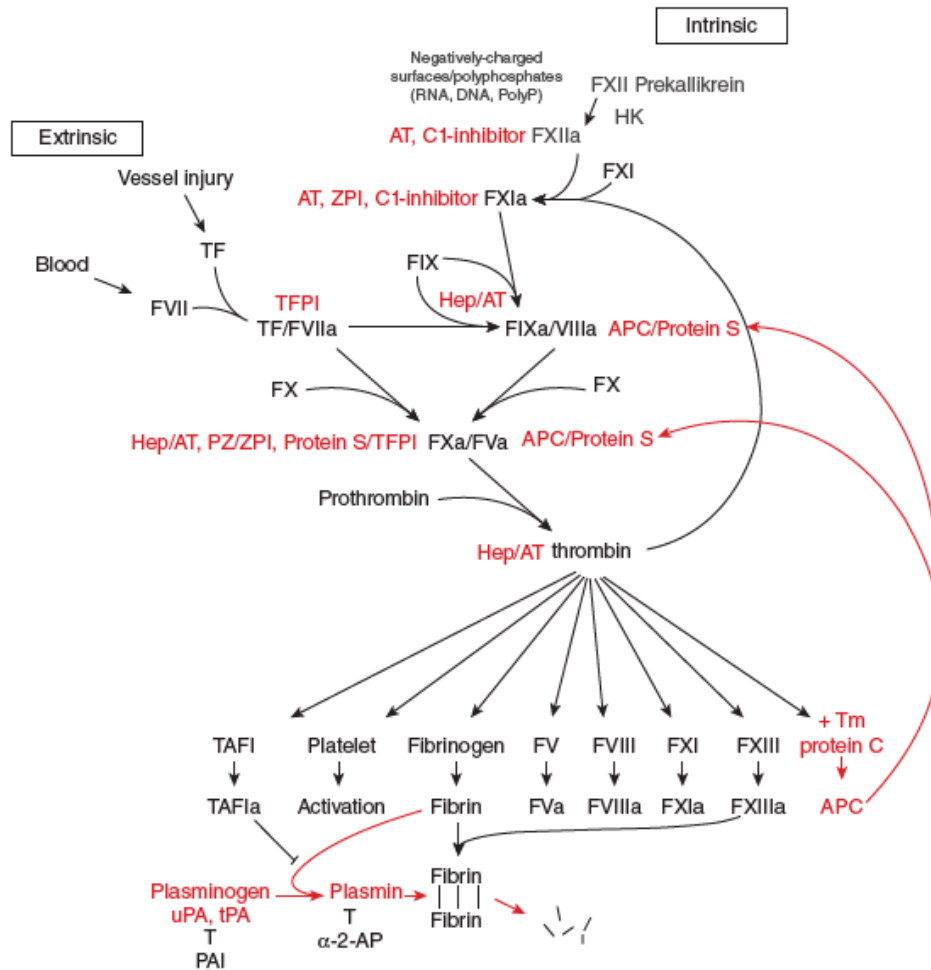 Intrinsic
Negatively-charged
surfaces/polyphosphates
(RNA, DNA, PolyP)
FXII Prekallikrein
HK
AT, C1-inhibitor FXIIa
Extrinsic
Vessel injury
FXI
AT, ZPI, C1-inhibitor FXIa
TF
Blood
FIX
FVII
TFPI
Hep/AT
TF/FVIIa
FIXa/VIIIa
APC/Protein S
FX
FX
Hep/AT, PZ/ZPI, Protein S/TFPI
FXa/FVa
APC/Protein S
Prothrombin
Hep/AT thrombin
+ Tm
TAFI
Platelet
Fibrinogen
FV
FVIII
FXI
FXIII
protein C
TAFIa
Activation
Fibrin
FVa
FVIIIa
FXIa
FXIIIa
APC
Fibrin
Plasminogen
Plasmin
uPA, tPA
Fibrin
T
T
α-2-AP
PAI